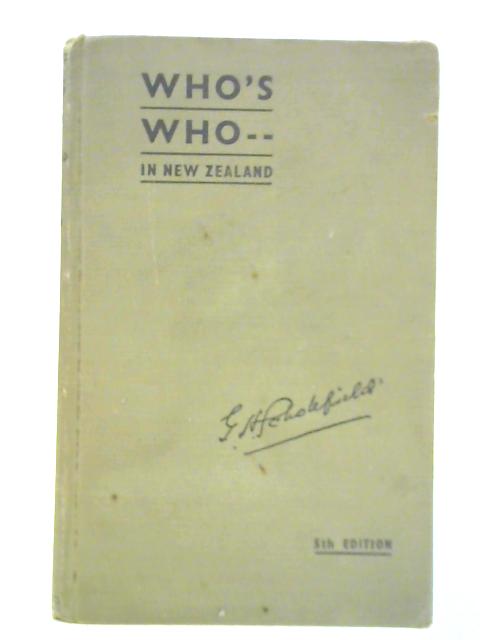 WHO'S
WHO--
IN NEW ZEALAND
G H Scholefield
5th EDITION